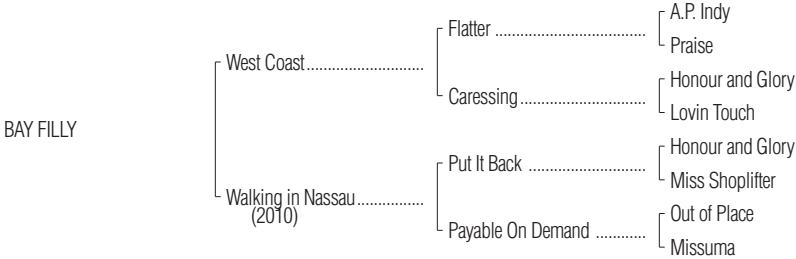 A.P. Indy
Flatter ..................................
Praise
West Coast...........................
Honour and Glory
Caressing............................
Lovin Touch
BAY FILLY
Honour and Glory
Put It Back ..........................
Miss Shoplifter
Walking in Nassau...............
(2010)
Out of Place
Payable On Demand ...........
Missuma